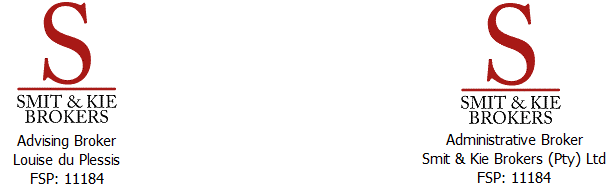 S
SMIT & KIE
BROKERS
Advising Broker
Louise du Plessis
FSP: 11184
S
SMIT & KIE
BROKERS
Administrative Broker
Smit & Kie Brokers (Pty) Ltd
FSP: 11184